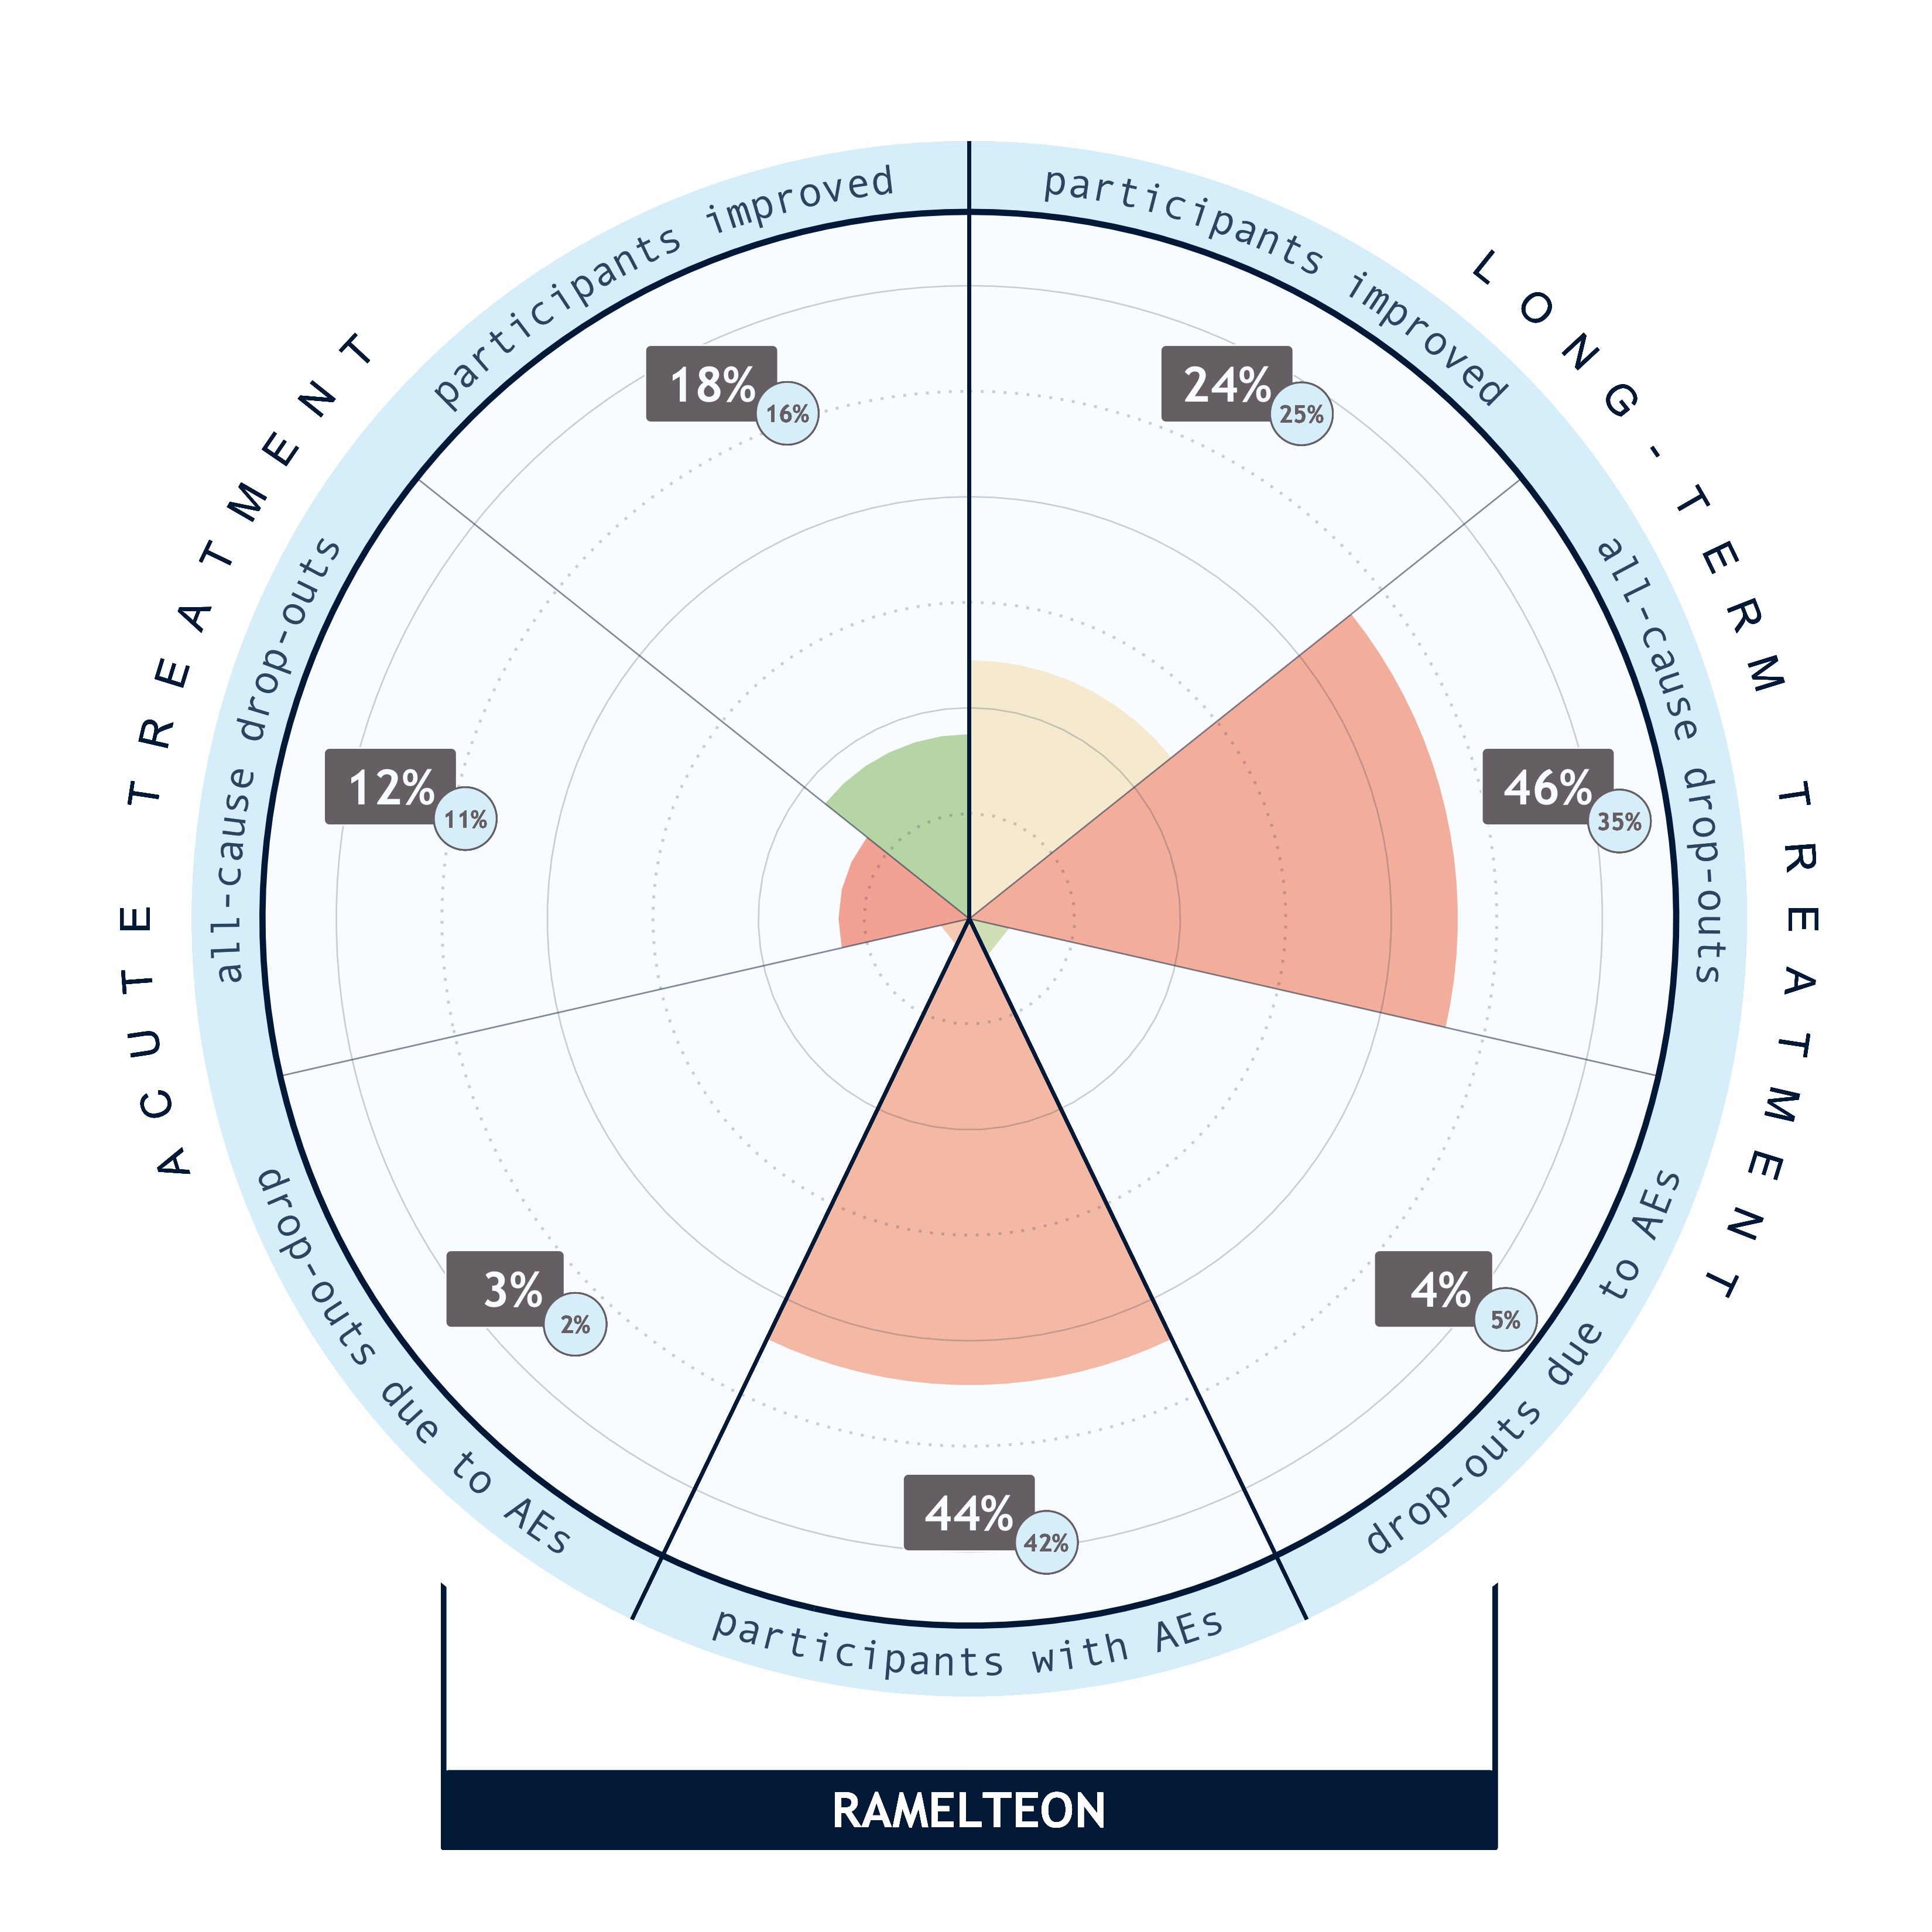 ACUTE TREATMENT
LONG-TERM TREATMENT
participants improved
18%
16%
participants improved
24%
25%
all-cause drop-outs
12%
11%
all-cause drop-outs
46%
35%
drop-outs due to AEs
3%
2%
drop-outs due to AEs
4%
5%
participants with AEs
44%
42%
RAMELTEON